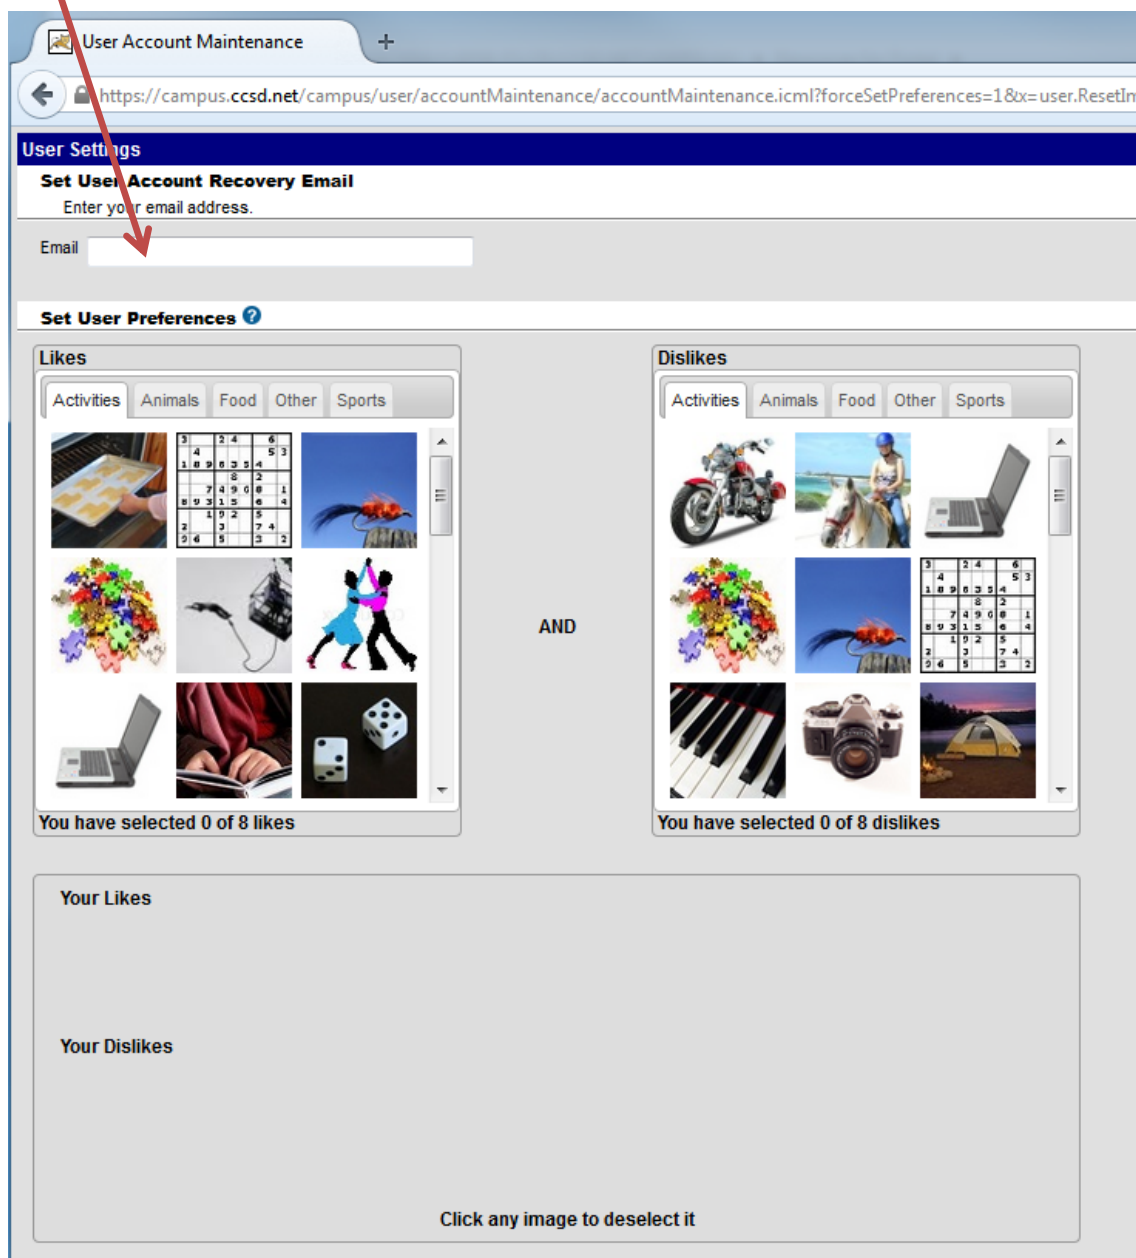 User Account Maintenance
https://campus.ccsd.net/campus/user/accountMaintenance/accountMaintenance.icml?forceSetPreferences=1&x=user.ResetIm
User Settings
Set User Account Recovery Email
Enter your email address.
Email
Set User Preferences ?
Likes
Activities Animals Food Other Sports
You have selected 0 of 8 likes
AND
Dislikes
Activities Animals Food Other Sports
You have selected 0 of 8 dislikes
Your Likes
Your Dislikes
Click any image to deselect it